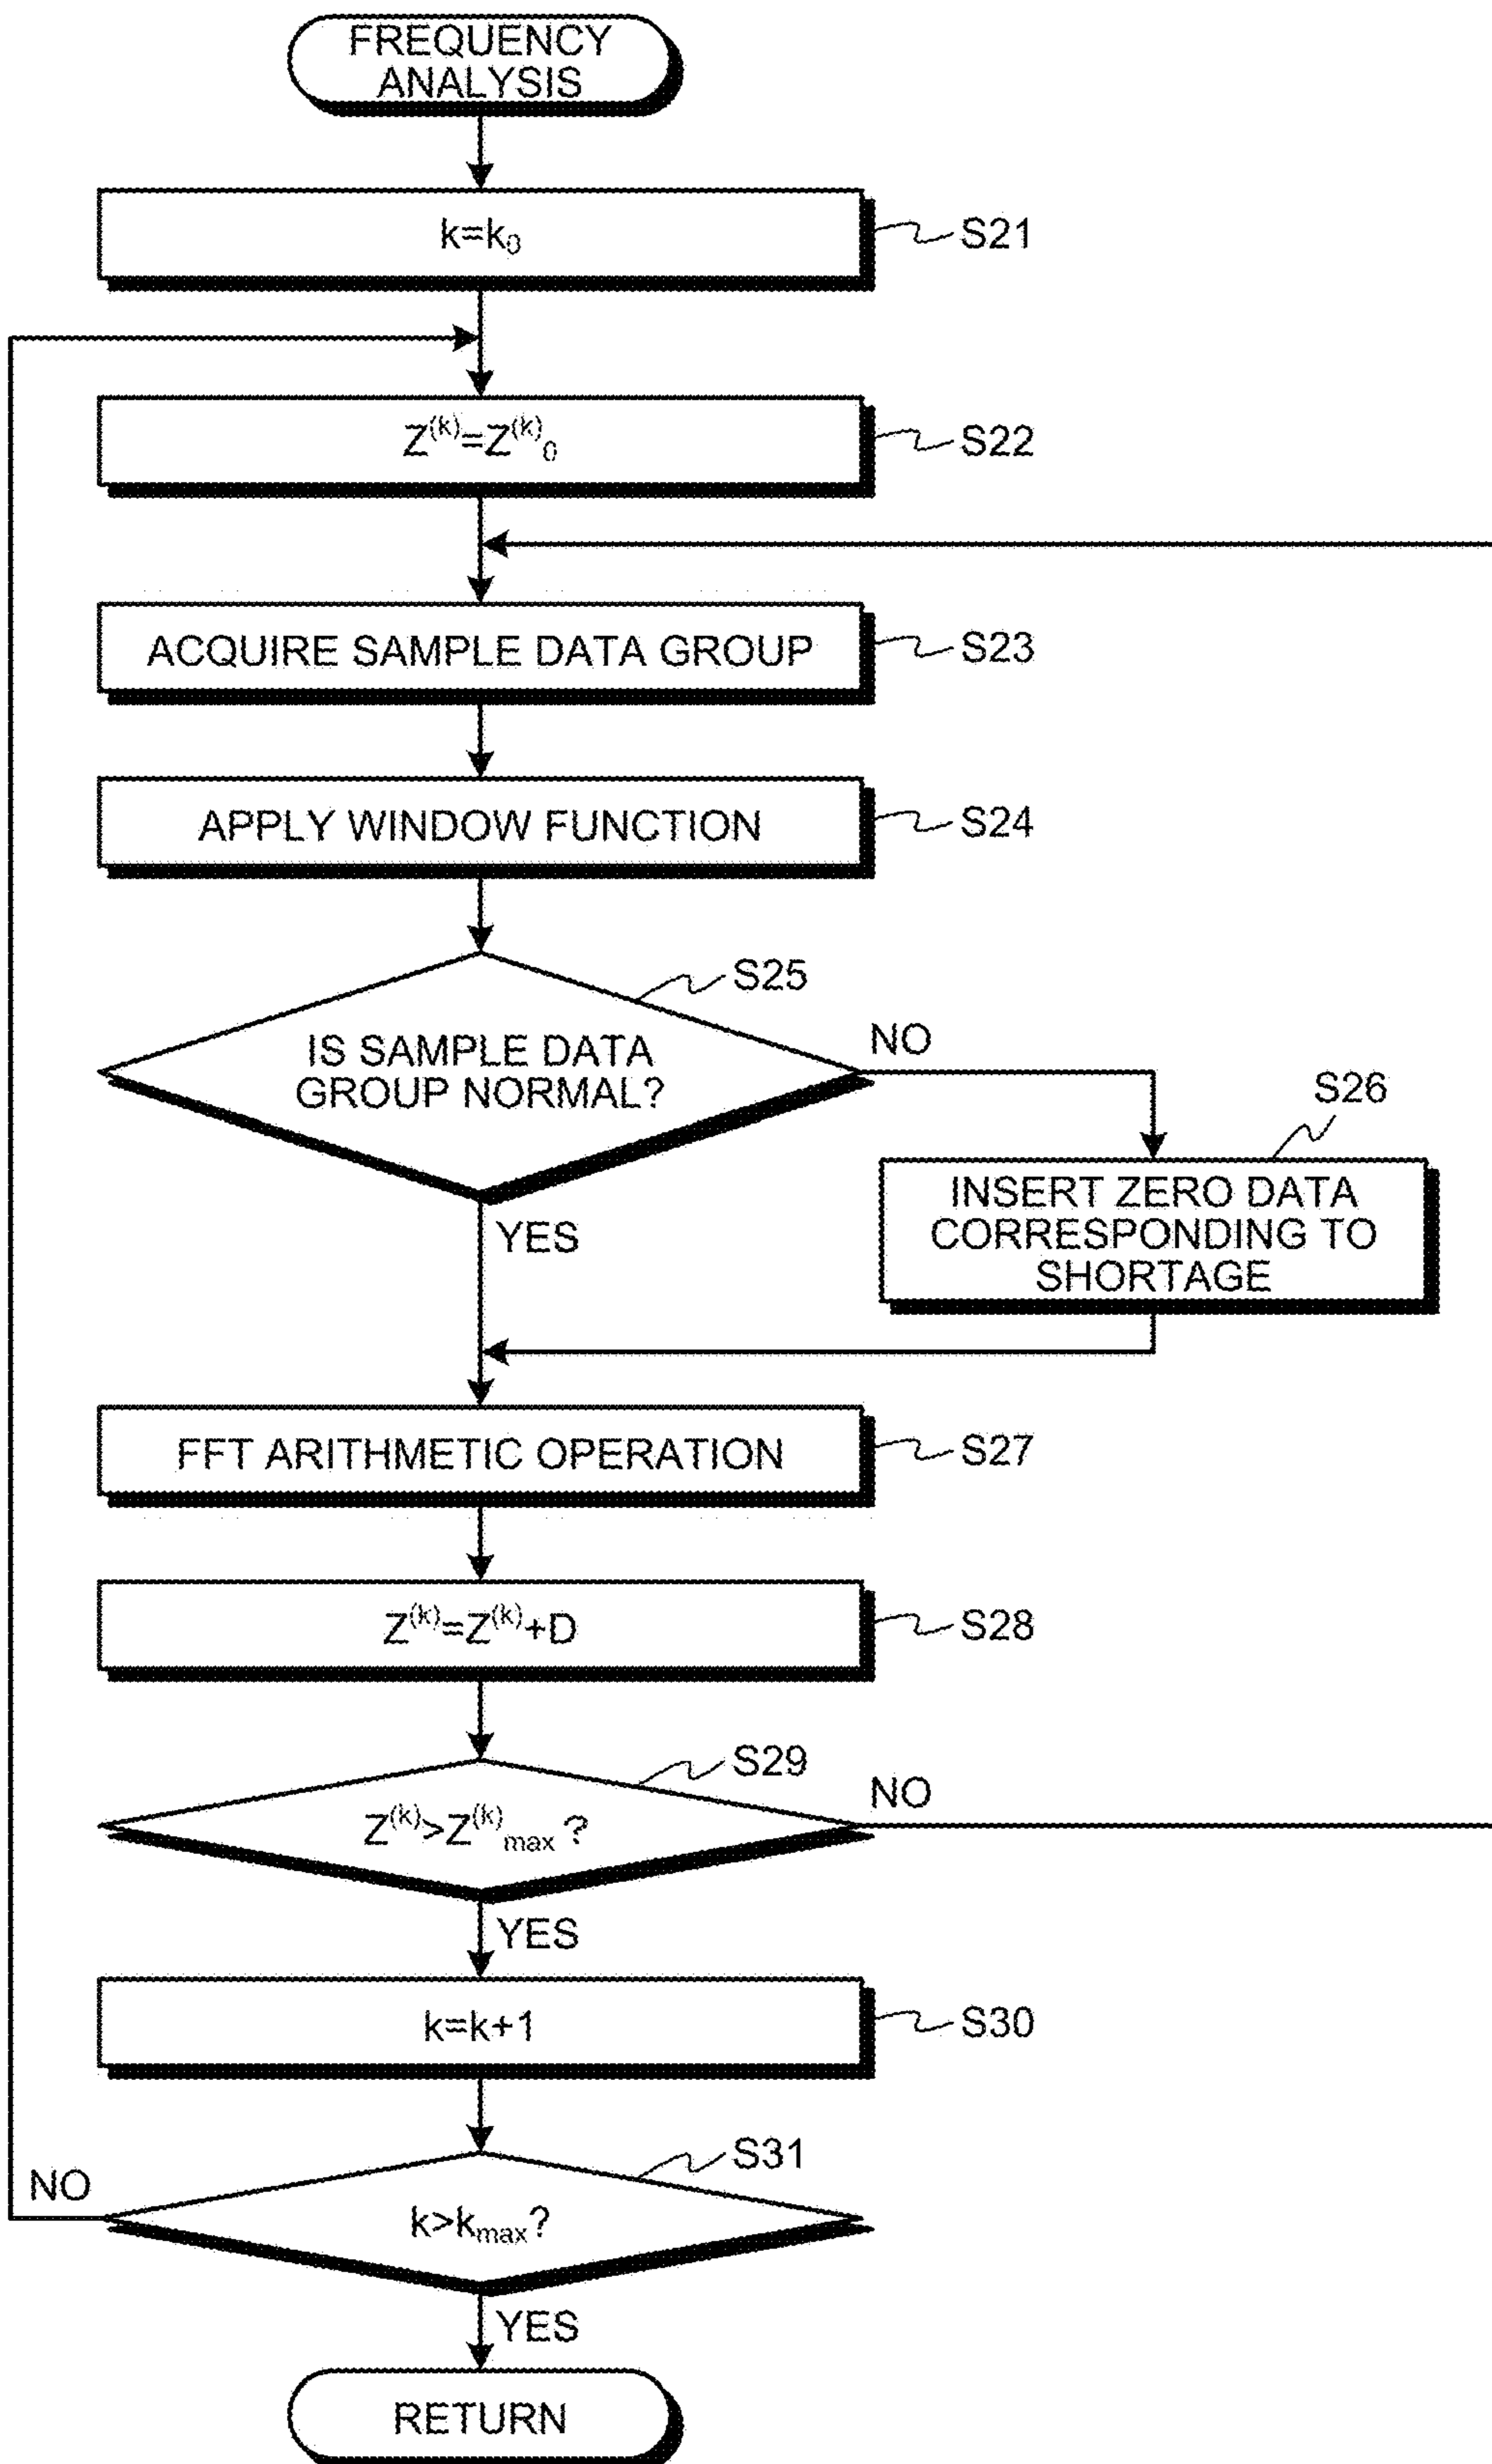 FREQUENCY
ANALYSIS
k=k₀
S21
Z⁽ᵏ⁾=Z⁽ᵏ⁾₀
S22
ACQUIRE SAMPLE DATA GROUP
S23
APPLY WINDOW FUNCTION
S24
S25
IS SAMPLE DATA
GROUP NORMAL?
NO
S26
INSERT ZERO DATA
CORRESPONDING TO
SHORTAGE
YES
FFT ARITHMETIC OPERATION
S27
Z⁽ᵏ⁾=Z⁽ᵏ⁾+D
S28
S29
Z⁽ᵏ⁾>Z⁽ᵏ⁾ₘₐₓ ?
NO
YES
k=k+1
S30
S31
k>kₘₐₓ?
NO
YES
RETURN